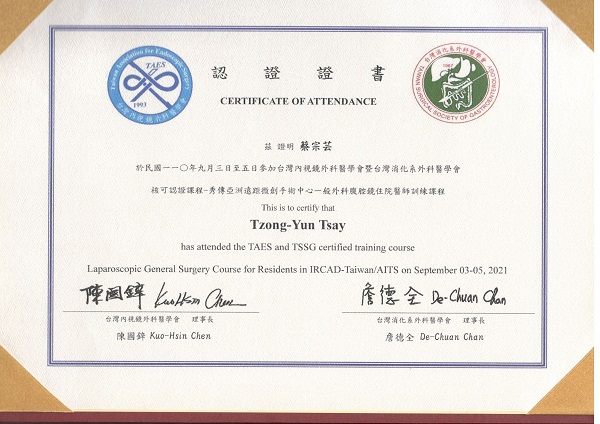 Taiwan Association for Endoscopic Surgery
TAES
1993
台灣內視鏡外科醫學會
認證證書
CERTIFICATE OF ATTENDANCE
台灣消化系外科醫學會
1987
TAIWAN SURGICAL SOCIETY OF GASTROENTEROLOGY
茲 證明 蔡宗芸
於民國一一〇年九月三日至五日參加台灣內視鏡外科醫學會暨台灣消化系外科醫學會
核可認證課程-秀傳亞洲遠距微創手術中心一般外科腹腔鏡住院醫師訓練課程
This is to certify that
Tzong-Yun Tsay
has attended the TAES and TSSG certified training course
Laparoscopic General Surgery Course for Residents in IRCAD-Taiwan/AITS on September 03-05, 2021
陳國鋅 KuoHsin Chen
詹德全 De-Chuan Chan
台灣內視鏡外科醫學會 理事長
台灣消化系外科醫學會 理事長
陳國鋅 Kuo-Hsin Chen
詹德全 De-Chuan Chan